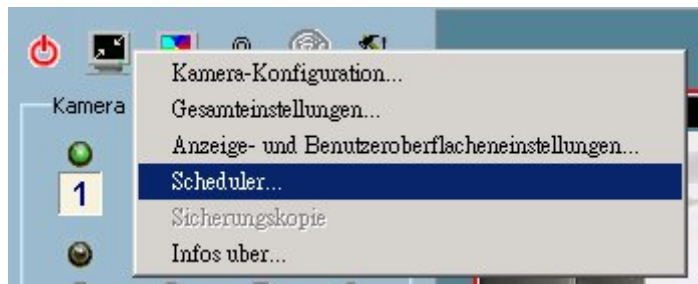 Kamera-Konfiguration...
Kamera
Gesamteinstellungen...
Anzeige- und Benutzeroberflacheneinstellungen...
1
Scheduler...
Sicherungskopie
Infos uber...